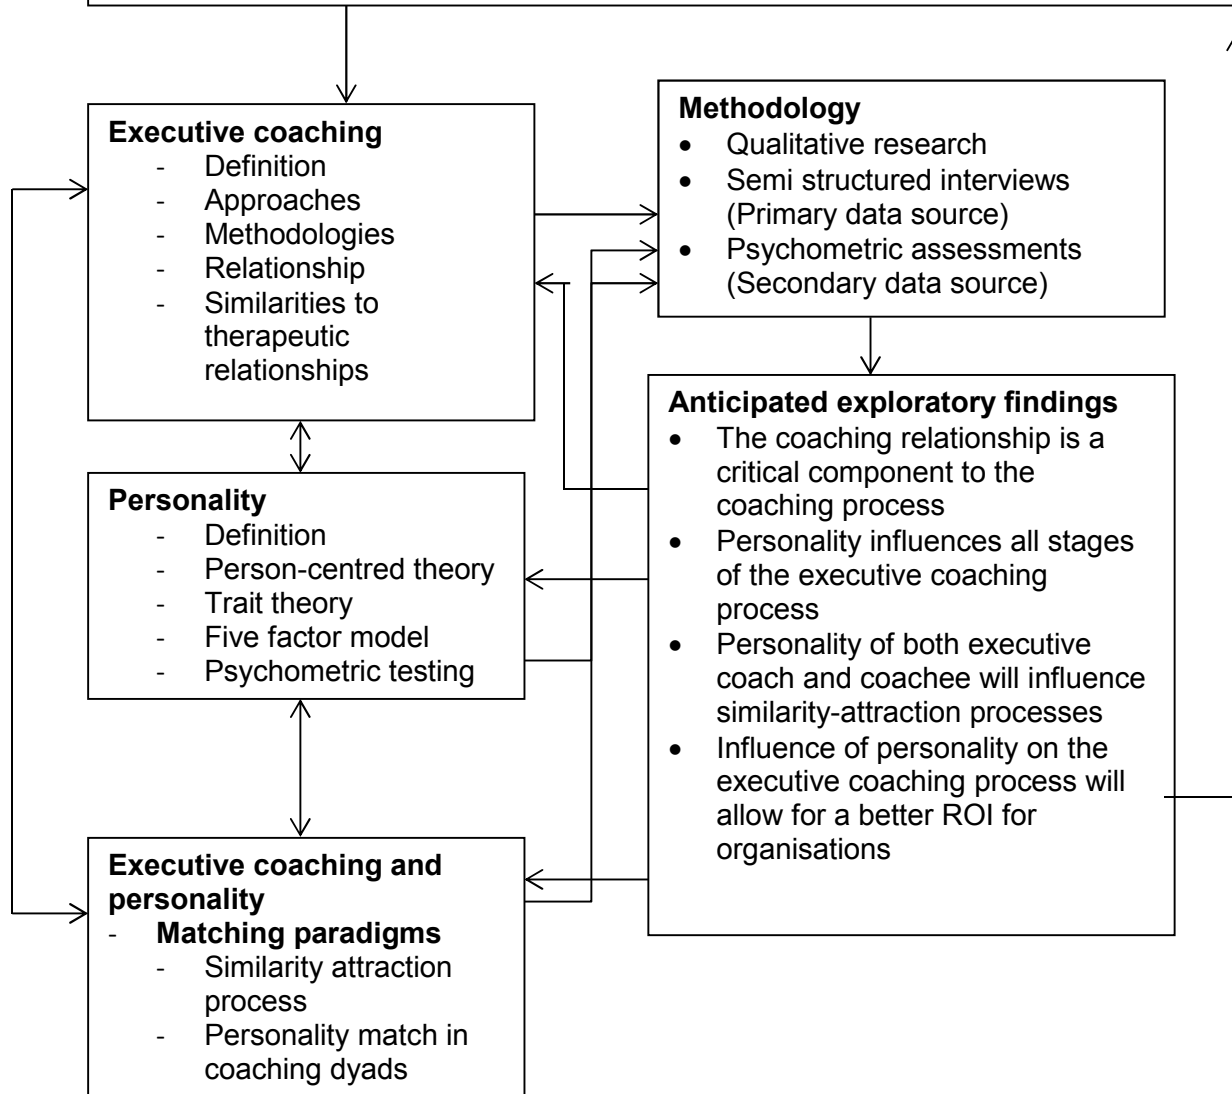 Executive coaching
- Definition
- Approaches
- Methodologies
- Relationship
- Similarities to
therapeutic
relationships
Personality
- Definition
- Person-centred theory
- Trait theory
- Five factor model
- Psychometric testing
Executive coaching and
personality
- Matching paradigms
- Similarity attraction
process
- Personality match in
coaching dyads
Methodology
• Qualitative research
• Semi structured interviews
(Primary data source)
• Psychometric assessments
(Secondary data source)
Anticipated exploratory findings
• The coaching relationship is a
critical component to the
coaching process
• Personality influences all stages
of the executive coaching
process
• Personality of both executive
coach and coachee will influence
similarity-attraction processes
• Influence of personality on the
executive coaching process will
allow for a better ROI for
organisations